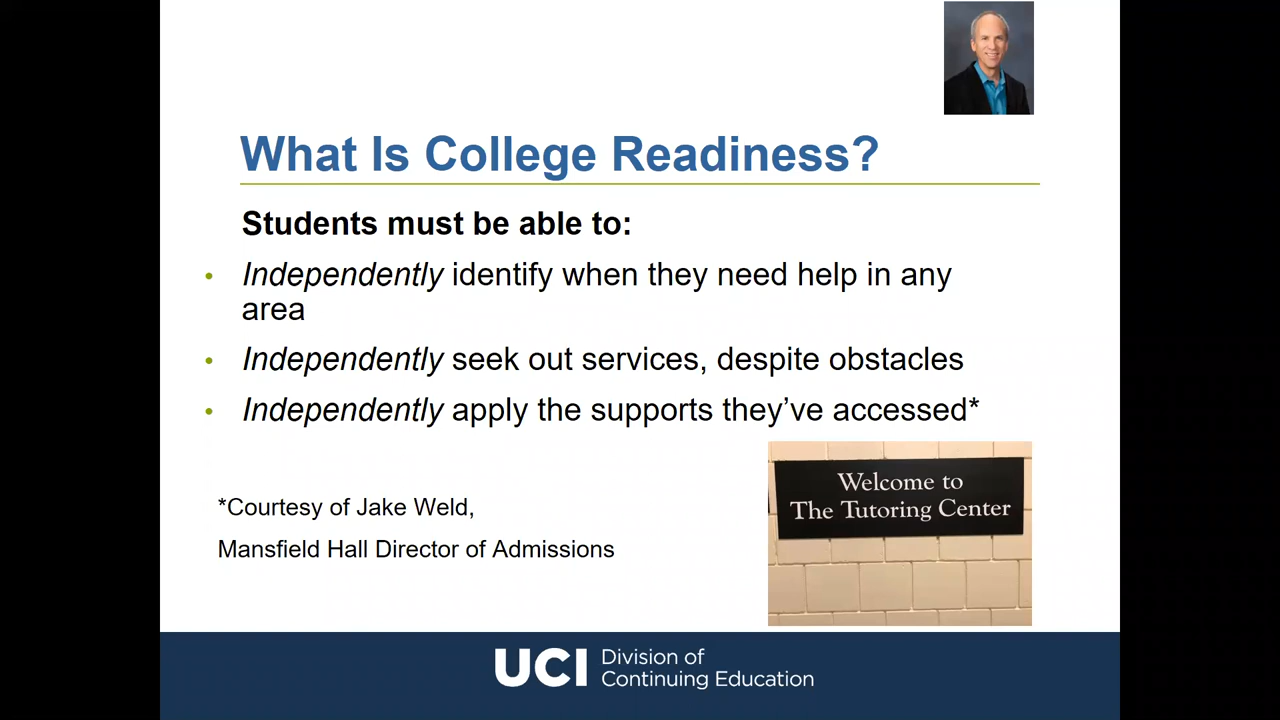 What Is College Readiness?
Students must be able to:
• Independently identify when they need help in any
area
• Independently seek out services, despite obstacles
• Independently apply the supports they’ve accessed*
*Courtesy of Jake Weld,
Mansfield Hall Director of Admissions
Welcome to
The Tutoring Center
UCI Division of
Continuing Education